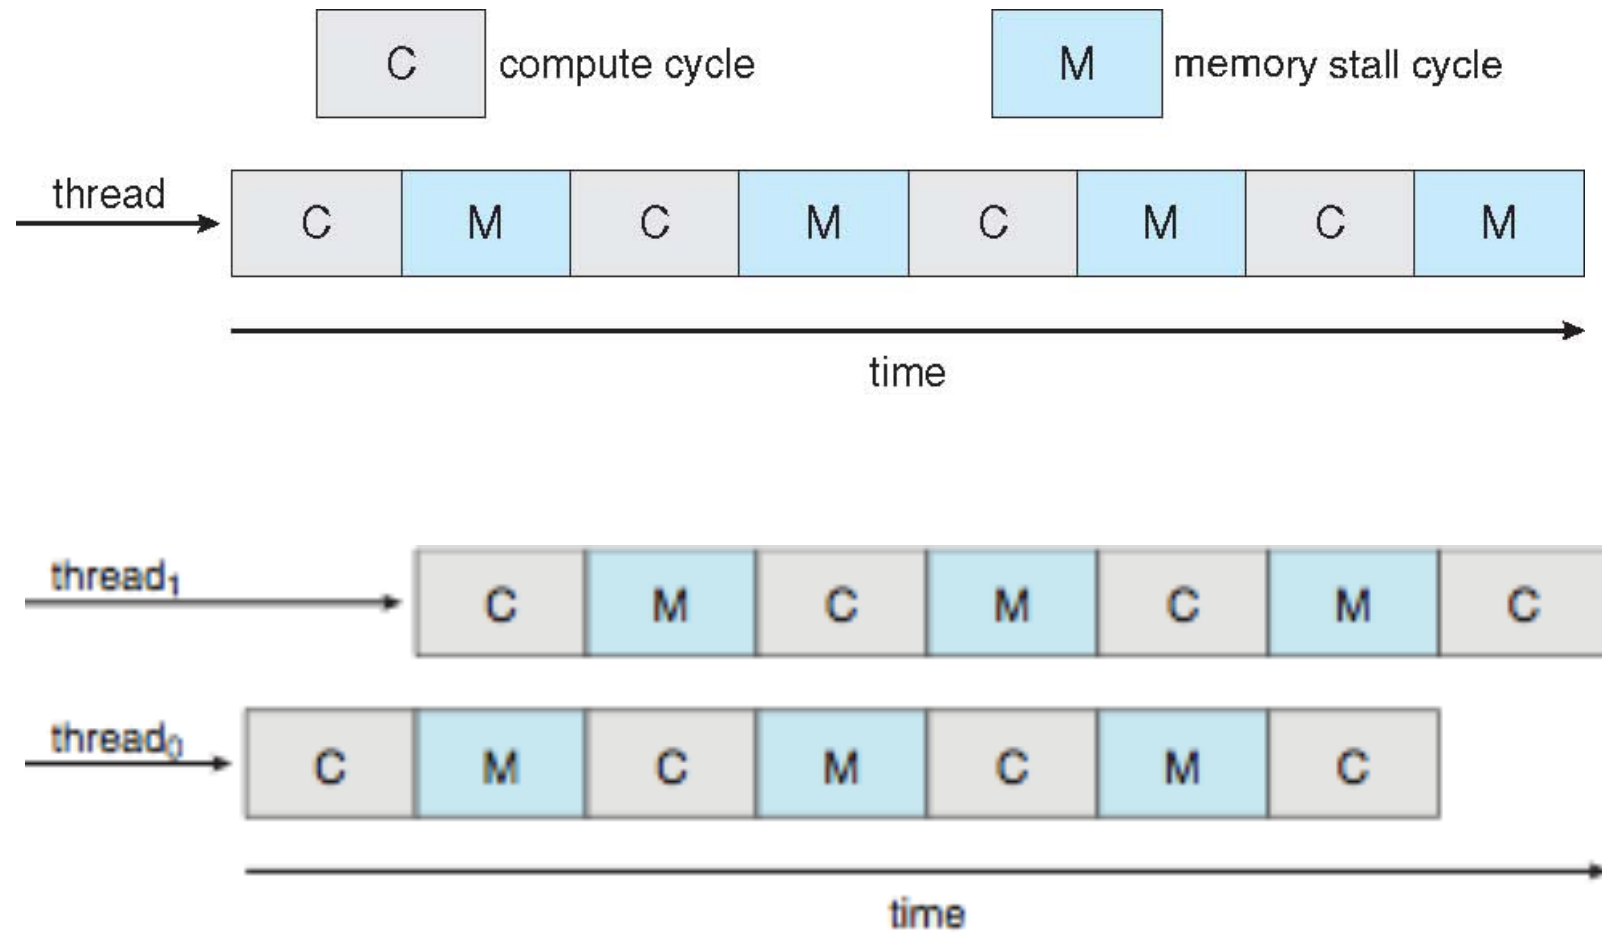 C compute cycle M memory stall cycle
thread
C M C M C M C M
time
thread₁
C M C M C M C
thread₀
C M C M C M C
time